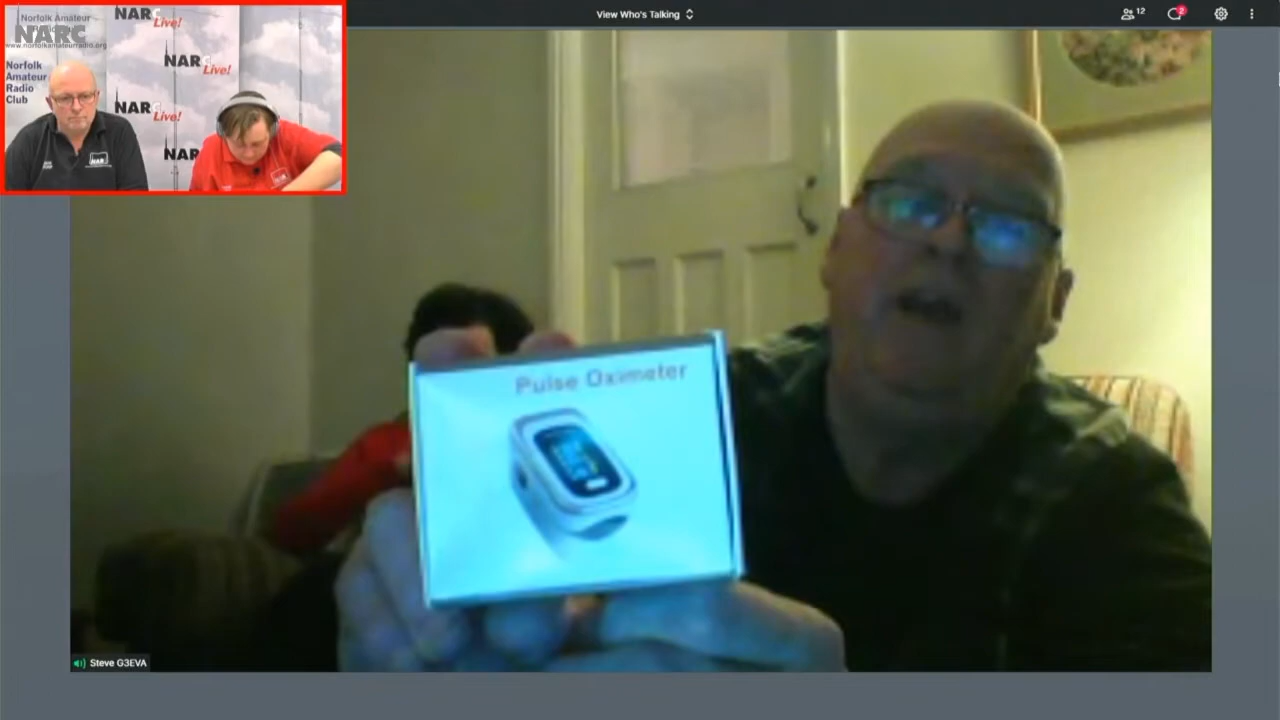 Norfolk Amateur
NARC
www.norfolkamateurradio.org
Norfolk
Amateur
Radio
Club
NARC
Live!
NARC
Live!
NARC
Live!
NAR
View Who's Talking
12
2
Pulse Oximeter
Steve G3EVA